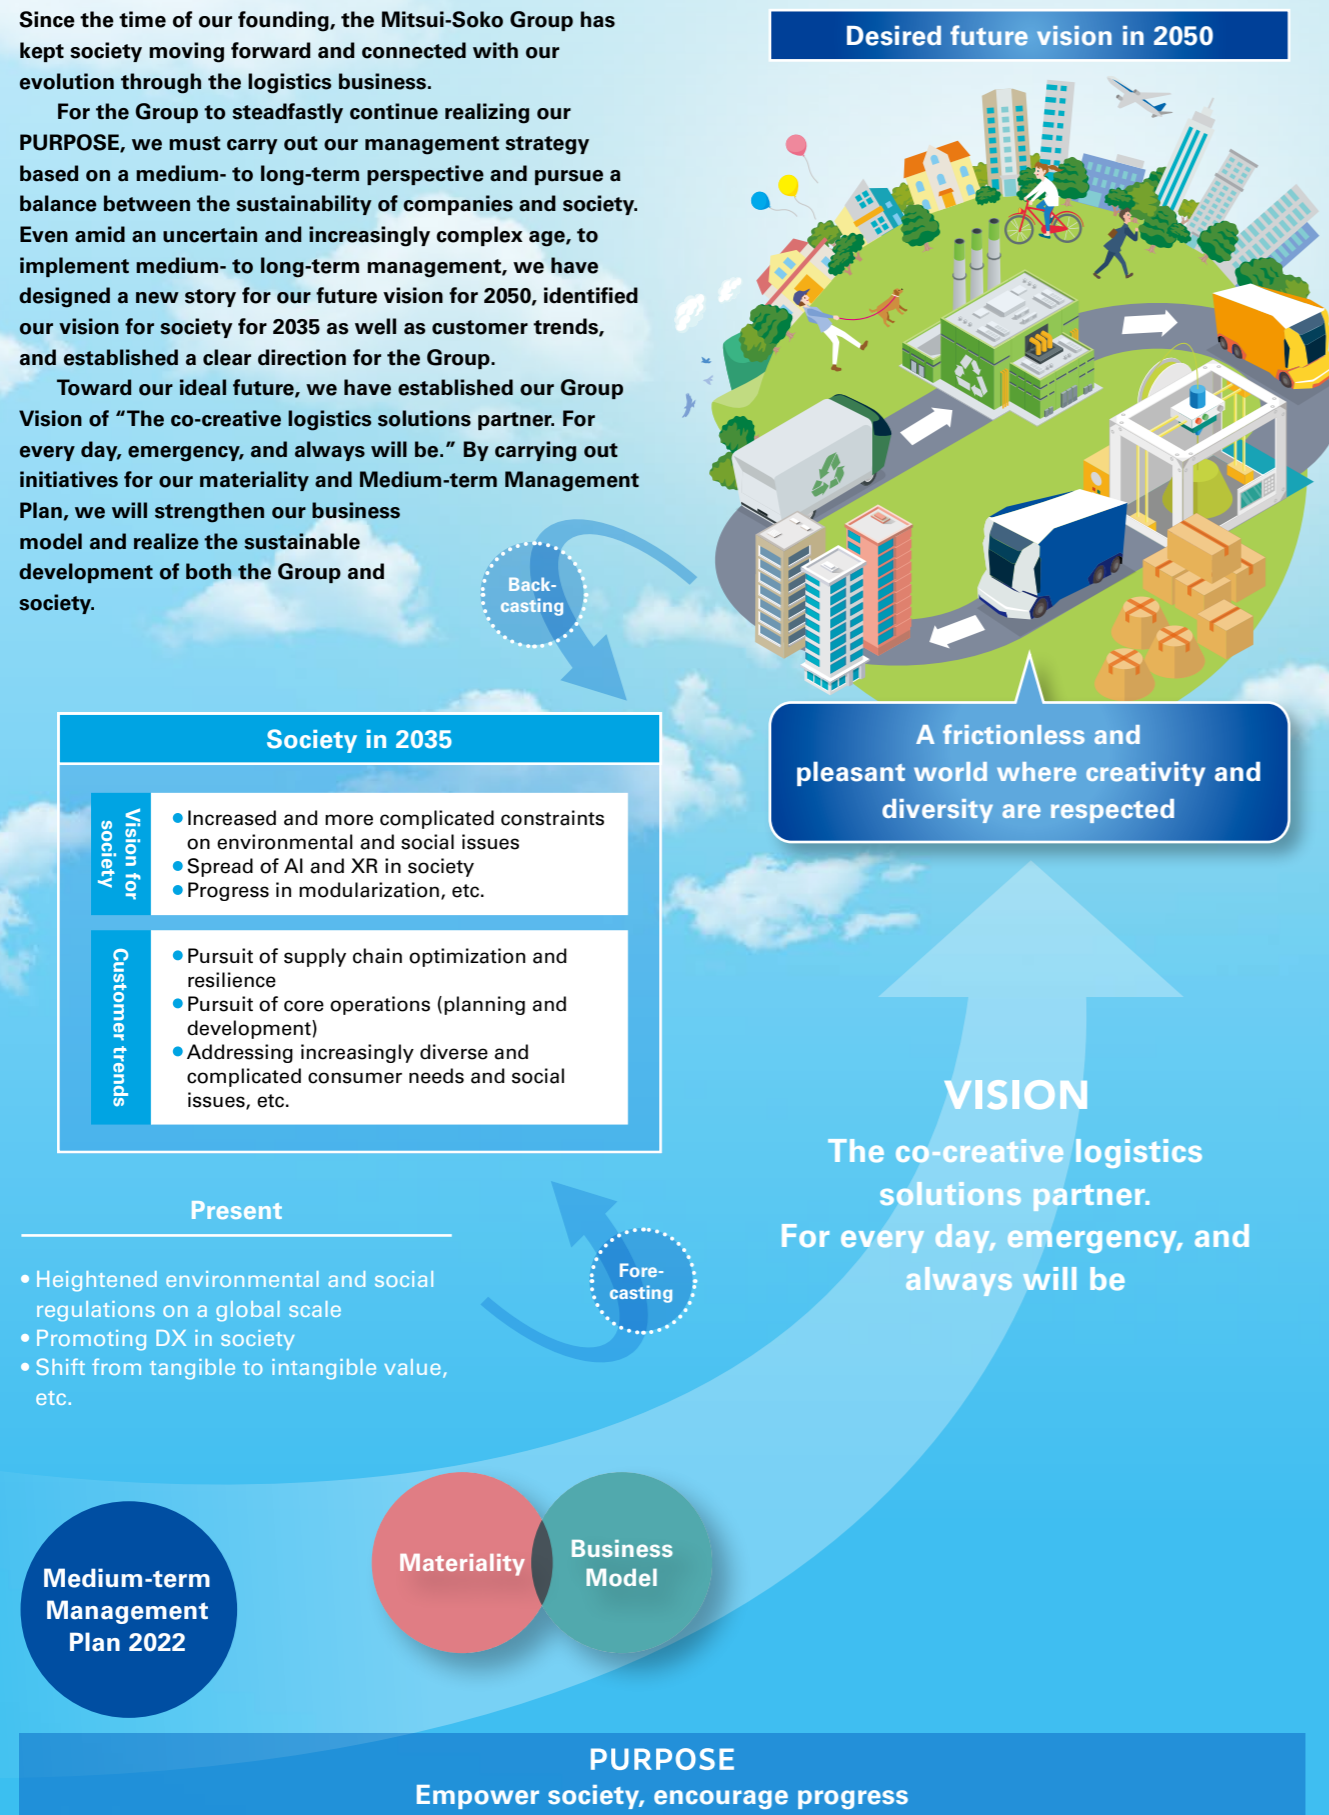 Since the time of our founding, the Mitsui-Soko Group has
kept society moving forward and connected with our
evolution through the logistics business.
For the Group to steadfastly continue realizing our
PURPOSE, we must carry out our management strategy
based on a medium- to long-term perspective and pursue a
balance between the sustainability of companies and society.
Even amid an uncertain and increasingly complex age, to
implement medium- to long-term management, we have
designed a new story for our future vision for 2050, identified
our vision for society for 2035 as well as customer trends,
and established a clear direction for the Group.
Toward our ideal future, we have established our Group
Vision of “The co-creative logistics solutions partner. For
every day, emergency, and always will be.” By carrying out
initiatives for our materiality and Medium-term Management
Plan, we will strengthen our business
model and realize the sustainable
development of both the Group and
society.
Desired future vision in 2050
Back-
casting
A frictionless and
pleasant world where creativity and
diversity are respected
Society in 2035
Vision for
society
• Increased and more complicated constraints
on environmental and social issues
• Spread of AI and XR in society
• Progress in modularization, etc.
Customer trends
• Pursuit of supply chain optimization and
resilience
• Pursuit of core operations (planning and
development)
• Addressing increasingly diverse and
complicated consumer needs and social
issues, etc.
VISION
The co-creative logistics
solutions partner.
For every day, emergency, and
always will be
Present
• Heightened environmental and social
regulations on a global scale
• Promoting DX in society
• Shift from tangible to intangible value,
etc.
Fore-
casting
Medium-term
Management
Plan 2022
Materiality
Business
Model
PURPOSE
Empower society, encourage progress